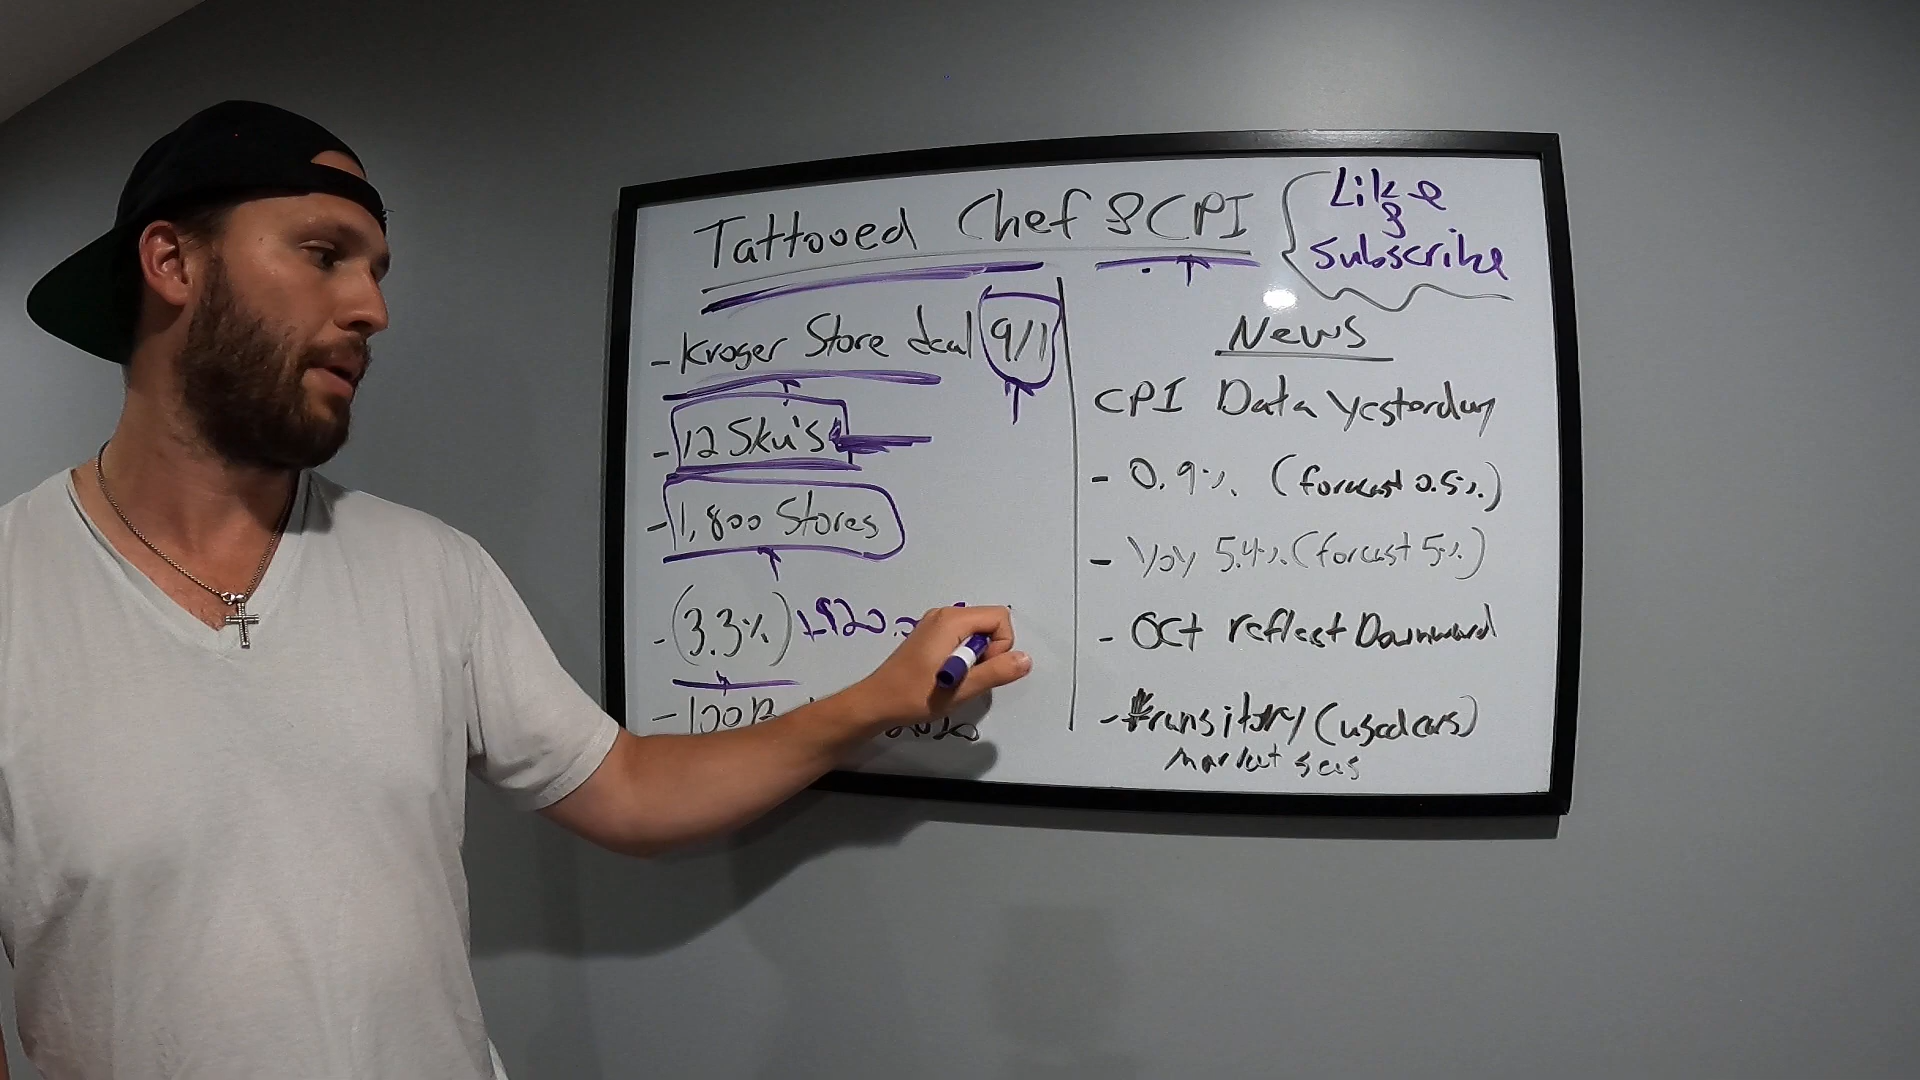 Tattooed Chef & CPI
Like
&
Subscribe
- Kroger Store deal 9/1
- 12 Sku's
- 1,800 Stores
- (3.3%)
- 100B
News
CPI Data yesterday
- 0.9%. (forecast 0.5%.)
- YoY 5.4%. (forcast 5%.)
- Oct reflect Downward
- transitory (used cars)
market sees